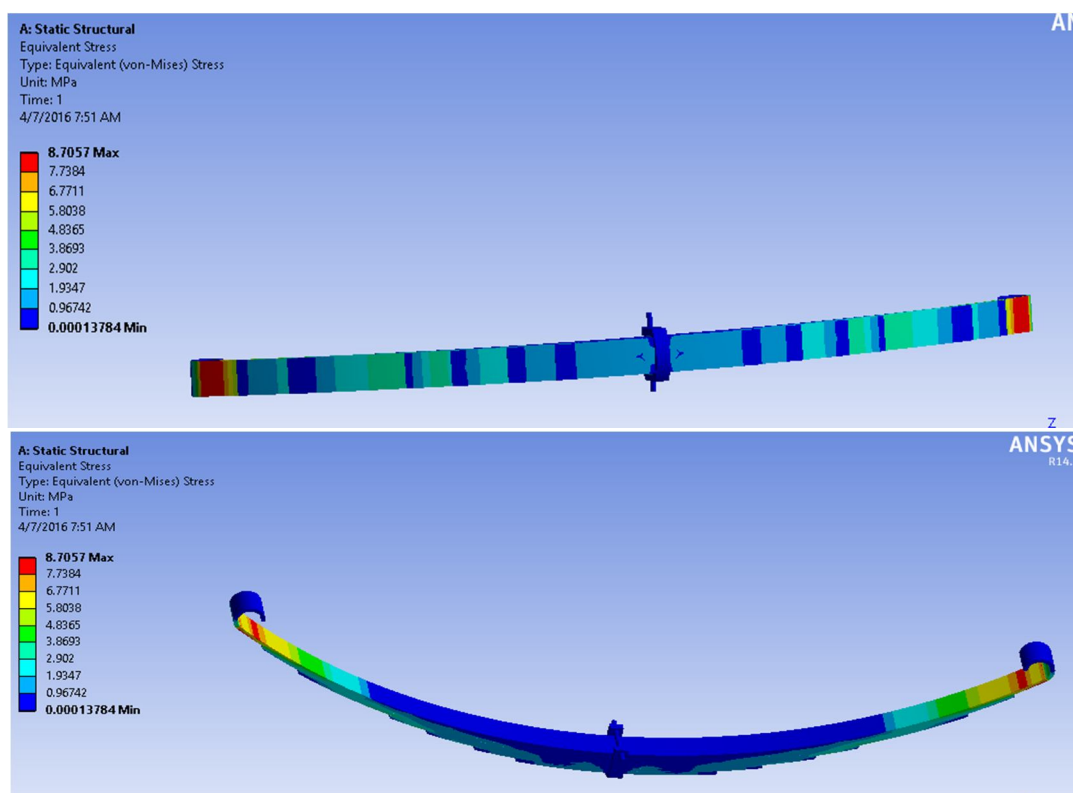 A: Static Structural
Equivalent Stress
Type: Equivalent (von-Mises) Stress
Unit: MPa
Time: 1
4/7/2016 7:51 AM
8.7057 Max
7.7384
6.7711
5.8038
4.8365
3.8693
2.902
1.9347
0.96742
0.00013784 Min
AN
Z
A: Static Structural
Equivalent Stress
Type: Equivalent (von-Mises) Stress
Unit: MPa
Time: 1
4/7/2016 7:51 AM
8.7057 Max
7.7384
6.7711
5.8038
4.8365
3.8693
2.902
1.9347
0.96742
0.00013784 Min
ANSYS
R14.